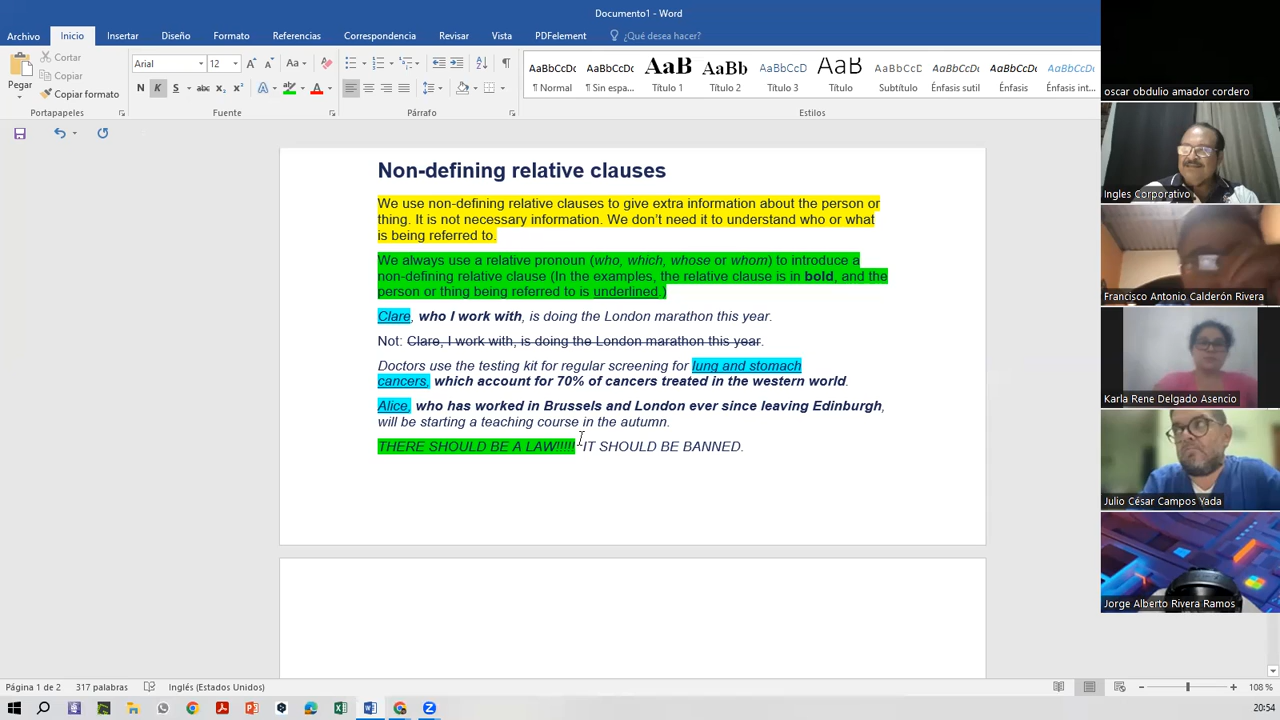 Documento1 - Word
Archivo Inicio Insertar Diseño Formato Referencias Correspondencia Revisar Vista PDFelement ¿Qué desea hacer?
Pegar
Cortar
Copiar
Copiar formato
Arial 12
N K S abc x₂ x²
AaBbCcDc AaBbCcDc AaB AaBb AaBbCcD AaB AaBbCcD AaBbCcDc AaBbCcDc AaBbCcDc
¶ Normal ¶ Sin espa... ¶ Título 1 ¶ Título 2 ¶ Título 3 ¶ Título ¶ Subtítulo ¶ Énfasis sutil ¶ Énfasis ¶ Énfasis int...
Portapapeles Fuente Párrafo Estilos
Non-defining relative clauses
We use non-defining relative clauses to give extra information about the person or
thing. It is not necessary information. We don’t need it to understand who or what
is being referred to.
We always use a relative pronoun (who, which, whose or whom) to introduce a
non-defining relative clause (In the examples, the relative clause is in bold, and the
person or thing being referred to is underlined.)
Clare, who I work with, is doing the London marathon this year.
Not: Clare, I work with, is doing the London marathon this year.
Doctors use the testing kit for regular screening for lung and stomach
cancers, which account for 70% of cancers treated in the western world.
Alice, who has worked in Brussels and London ever since leaving Edinburgh,
will be starting a teaching course in the autumn.
THERE SHOULD BE A LAW!!!!! IT SHOULD BE BANNED.
oscar obdulio amador cordero
Ingles Corporativo
Francisco Antonio Calderón Rivera
Karla Rene Delgado Asencio
Julio César Campos Yada
Jorge Alberto Rivera Ramos
Página 1 de 2 317 palabras Inglés (Estados Unidos) 108 %
20:54